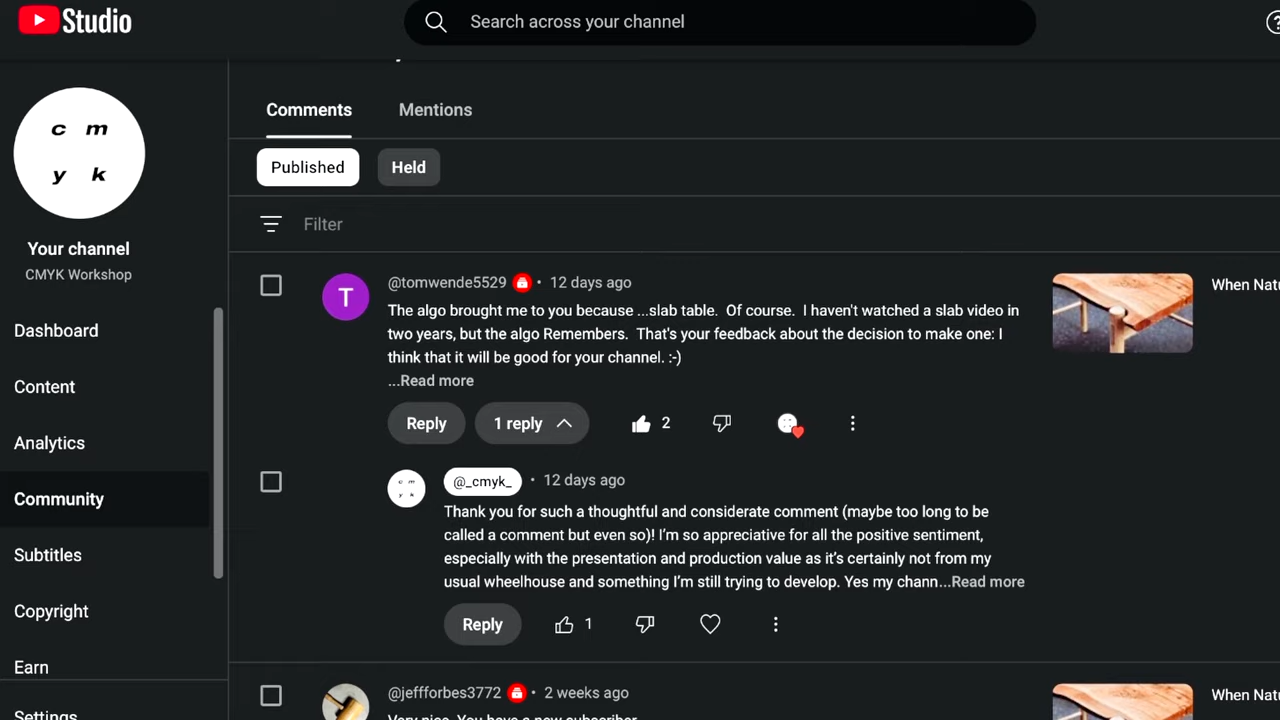 Studio
Search across your channel
c m
y k
Your channel
CMYK Workshop
Dashboard
Content
Analytics
Community
Subtitles
Copyright
Earn
Settings
Comments
Mentions
Published
Held
Filter
T
@tomwende5529 • 12 days ago
The algo brought me to you because ...slab table. Of course. I haven't watched a slab video in
two years, but the algo Remembers. That's your feedback about the decision to make one: I
think that it will be good for your channel. :-)
...Read more
Reply
1 reply
2
When Natu
@_cmyk_ • 12 days ago
Thank you for such a thoughtful and considerate comment (maybe too long to be
called a comment but even so)! I'm so appreciative for all the positive sentiment,
especially with the presentation and production value as it's certainly not from my
usual wheelhouse and something I'm still trying to develop. Yes my chann...Read more
Reply
1
@jeffforbes3772 • 2 weeks ago
Very nice. You have a new subscriber
When Natu